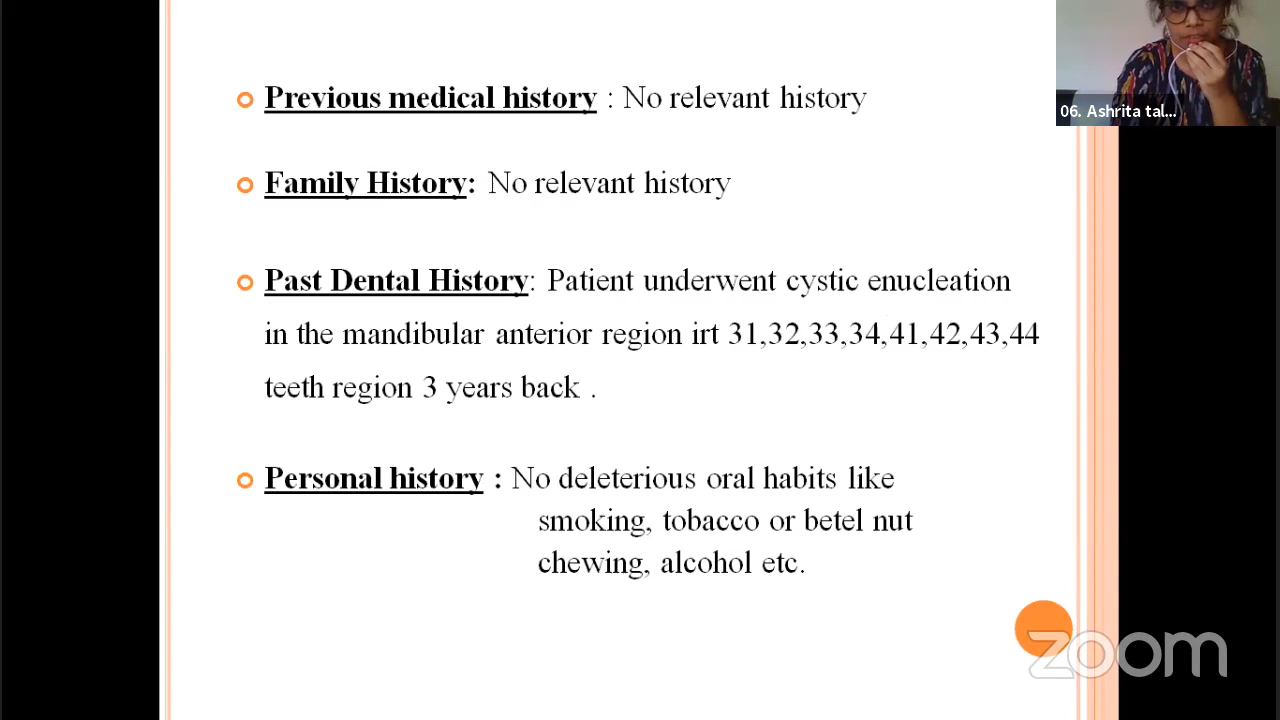 Previous medical history : No relevant history
06. Ashrita tal...
Family History: No relevant history
Past Dental History: Patient underwent cystic enucleation
in the mandibular anterior region irt 31,32,33,34,41,42,43,44
teeth region 3 years back .
Personal history : No deleterious oral habits like
smoking, tobacco or betel nut
chewing, alcohol etc.
zoom